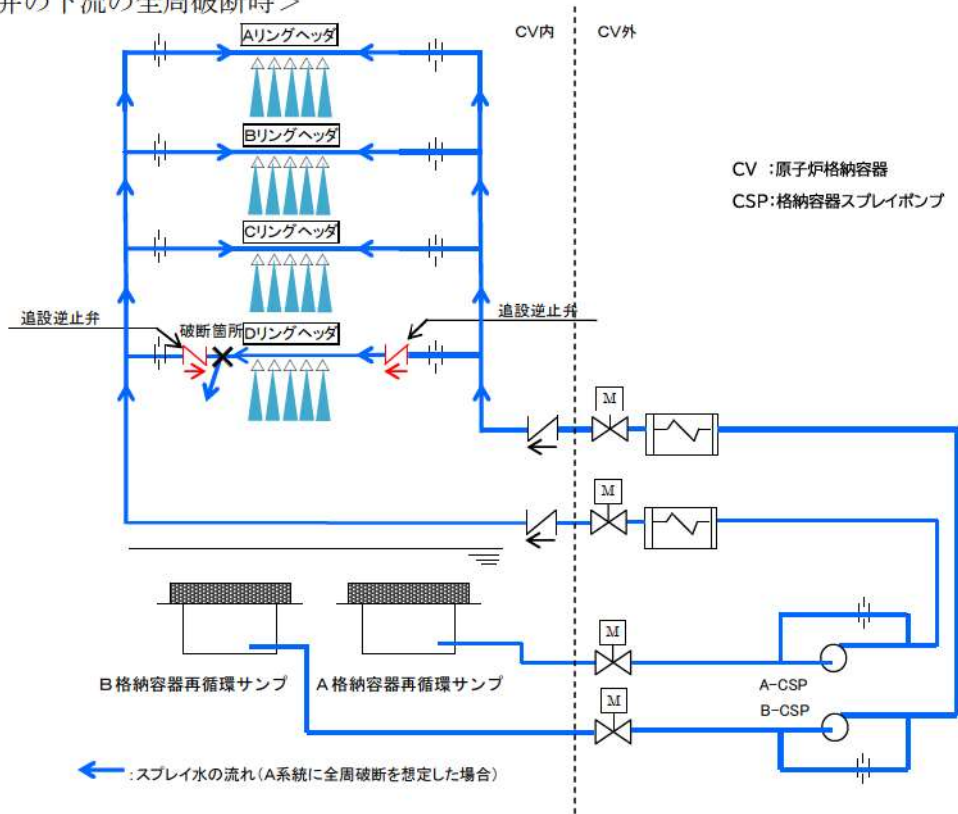 弁の下流の全周破断時＞
CV内
CV外
Aリングヘッダ
Bリングヘッダ
CV ：原子炉格納容器
CSP：格納容器スプレイポンプ
Cリングヘッダ
追設逆止弁
破断箇所
Dリングヘッダ
追設逆止弁
M
M
M
M
B格納容器再循環サンプ
A格納容器再循環サンプ
A-CSP
B-CSP
：スプレイ水の流れ（A系統に全周破断を想定した場合）